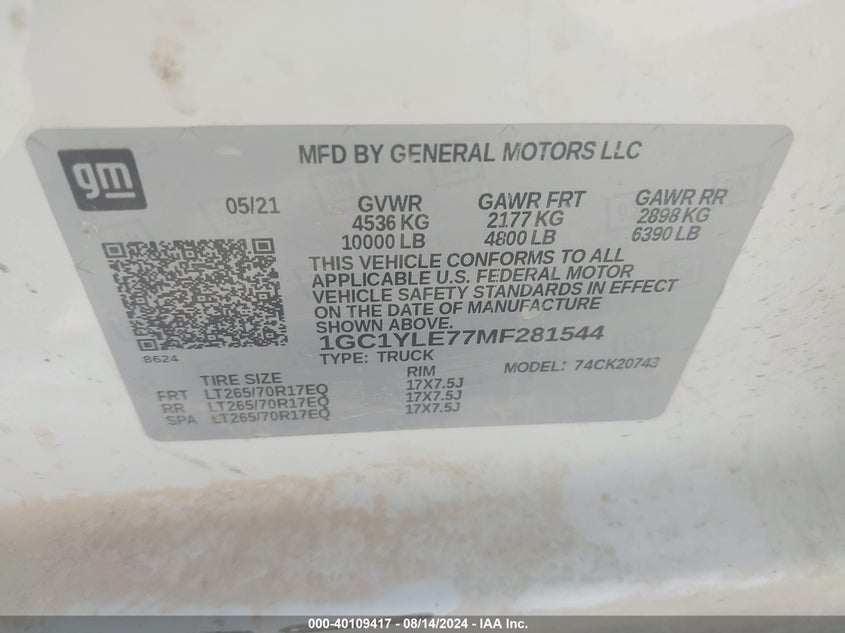 gm
MFD BY GENERAL MOTORS LLC
05/21
GVWR
4536 KG
10000 LB
GAWR FRT
2177 KG
4800 LB
GAWR RR
2898 KG
6390 LB
THIS VEHICLE CONFORMS TO ALL
APPLICABLE U.S. FEDERAL MOTOR
VEHICLE SAFETY STANDARDS IN EFFECT
ON THE DATE OF MANUFACTURE
SHOWN ABOVE.
1GC1YLE77MF281544
8624
TYPE: TRUCK
MODEL: 74CK20743
TIRE SIZE RIM
FRT LT265/70R17EQ 17X7.5J
RR LT265/70R17EQ 17X7.5J
SPA LT265/70R17EQ 17X7.5J
000-40109417 - 08/14/2024 - IAA Inc.